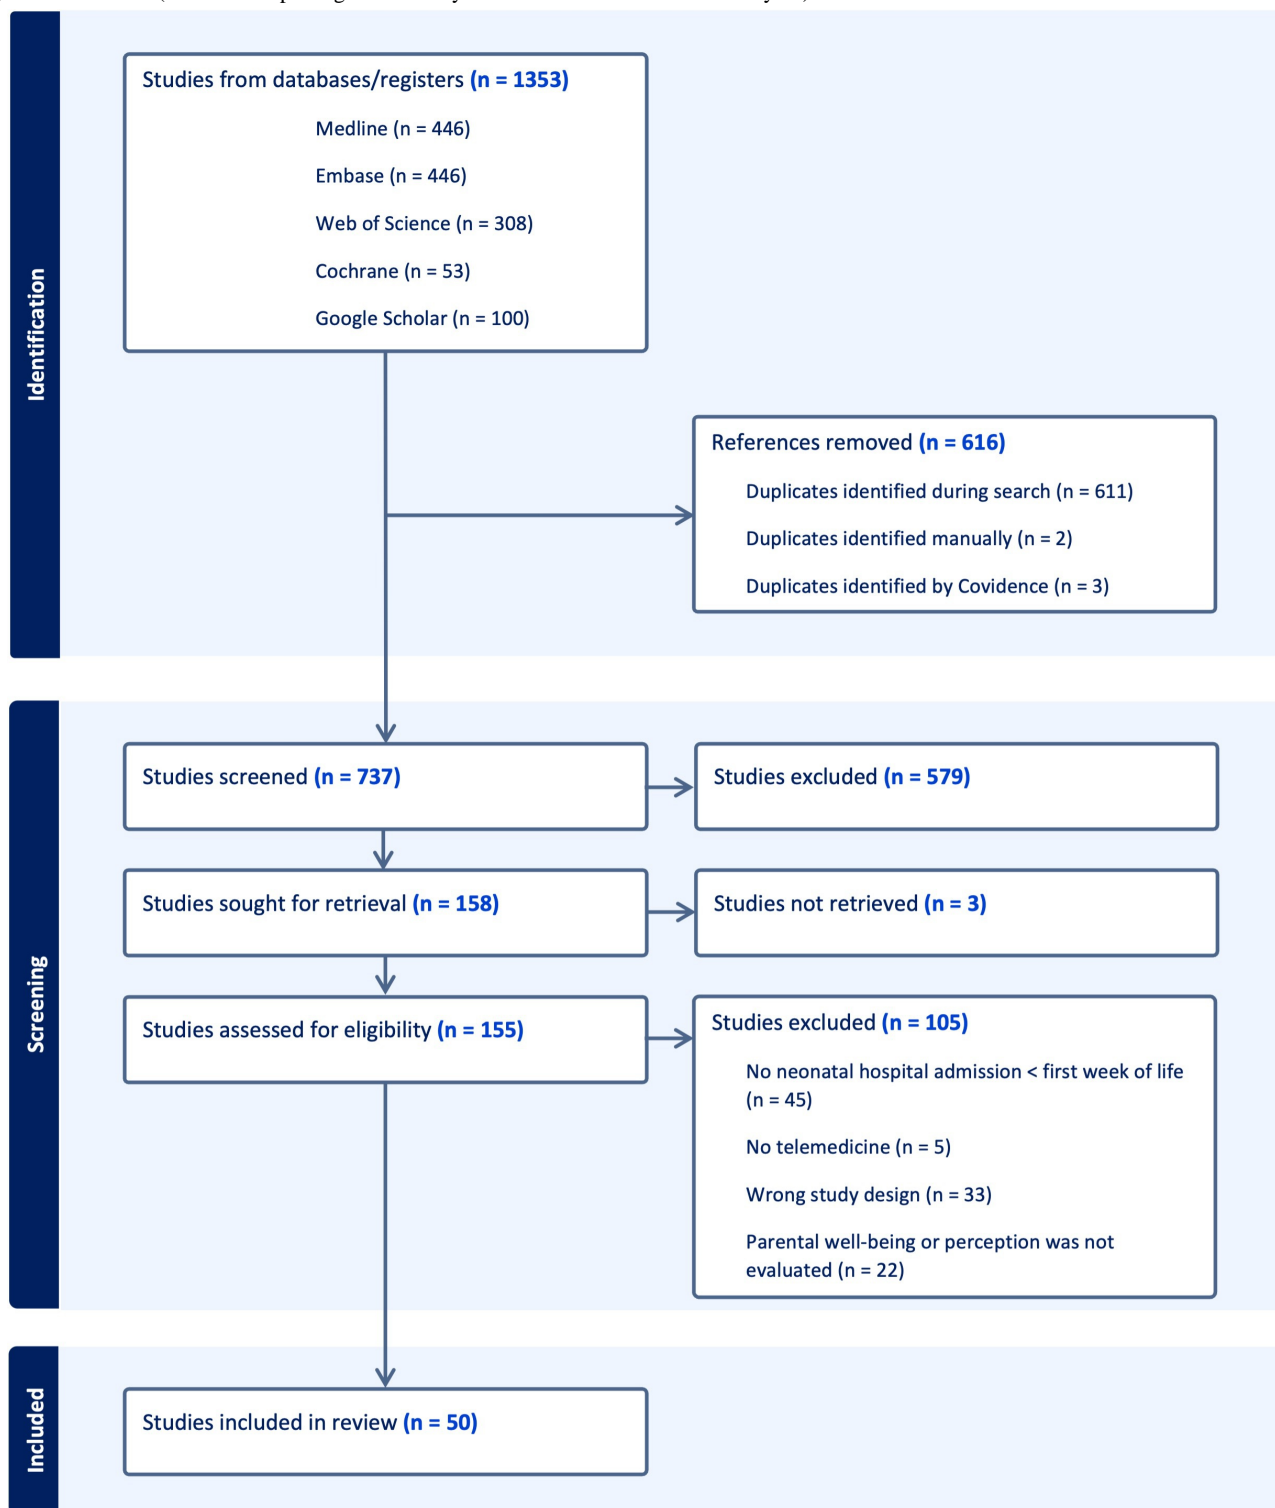 Identification
Studies from databases/registers (n = 1353)
Medline (n = 446)
Embase (n = 446)
Web of Science (n = 308)
Cochrane (n = 53)
Google Scholar (n = 100)
References removed (n = 616)
Duplicates identified during search (n = 611)
Duplicates identified manually (n = 2)
Duplicates identified by Covidence (n = 3)
Screening
Studies screened (n = 737)
Studies excluded (n = 579)
Studies sought for retrieval (n = 158)
Studies not retrieved (n = 3)
Studies assessed for eligibility (n = 155)
Studies excluded (n = 105)
No neonatal hospital admission < first week of life
(n = 45)
No telemedicine (n = 5)
Wrong study design (n = 33)
Parental well-being or perception was not
evaluated (n = 22)
Included
Studies included in review (n = 50)